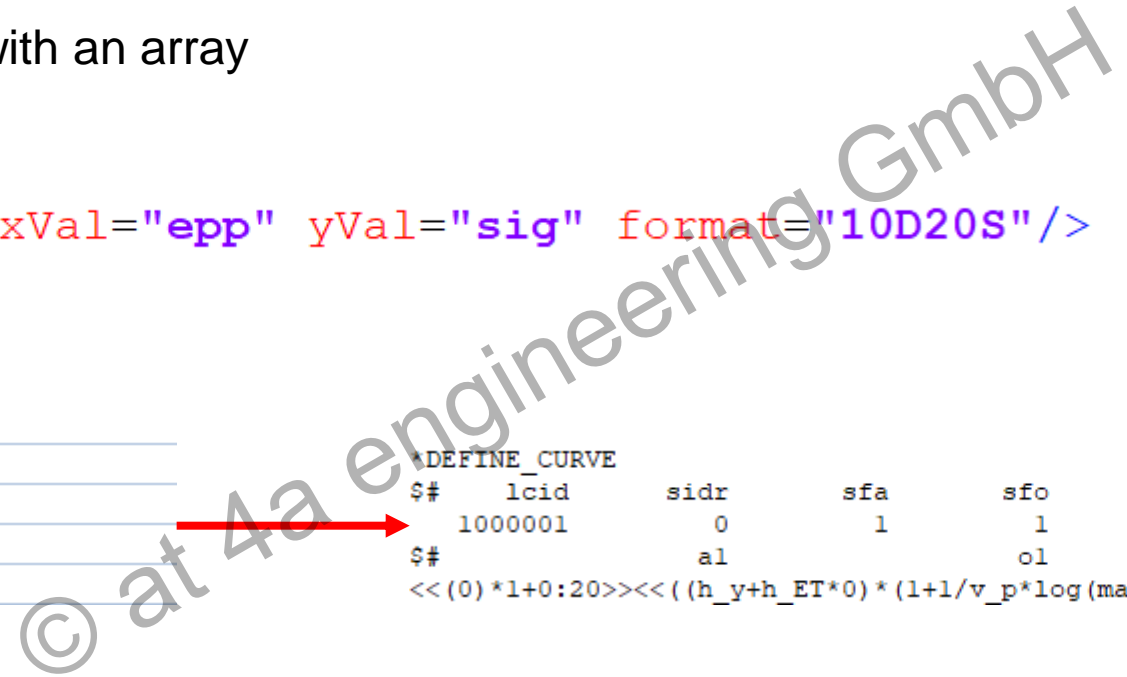 with an array
xVal="epp" yVal="sig" format="10D20S"/>
*DEFINE_CURVE
$# lcid sidr sfa sfo
1000001 0 1 1
$# a1 o1
<<(0)*1+0:20>><<((h_y+h_ET*0)*(1+1/v_p*log(ma
© at 4a engineering GmbH